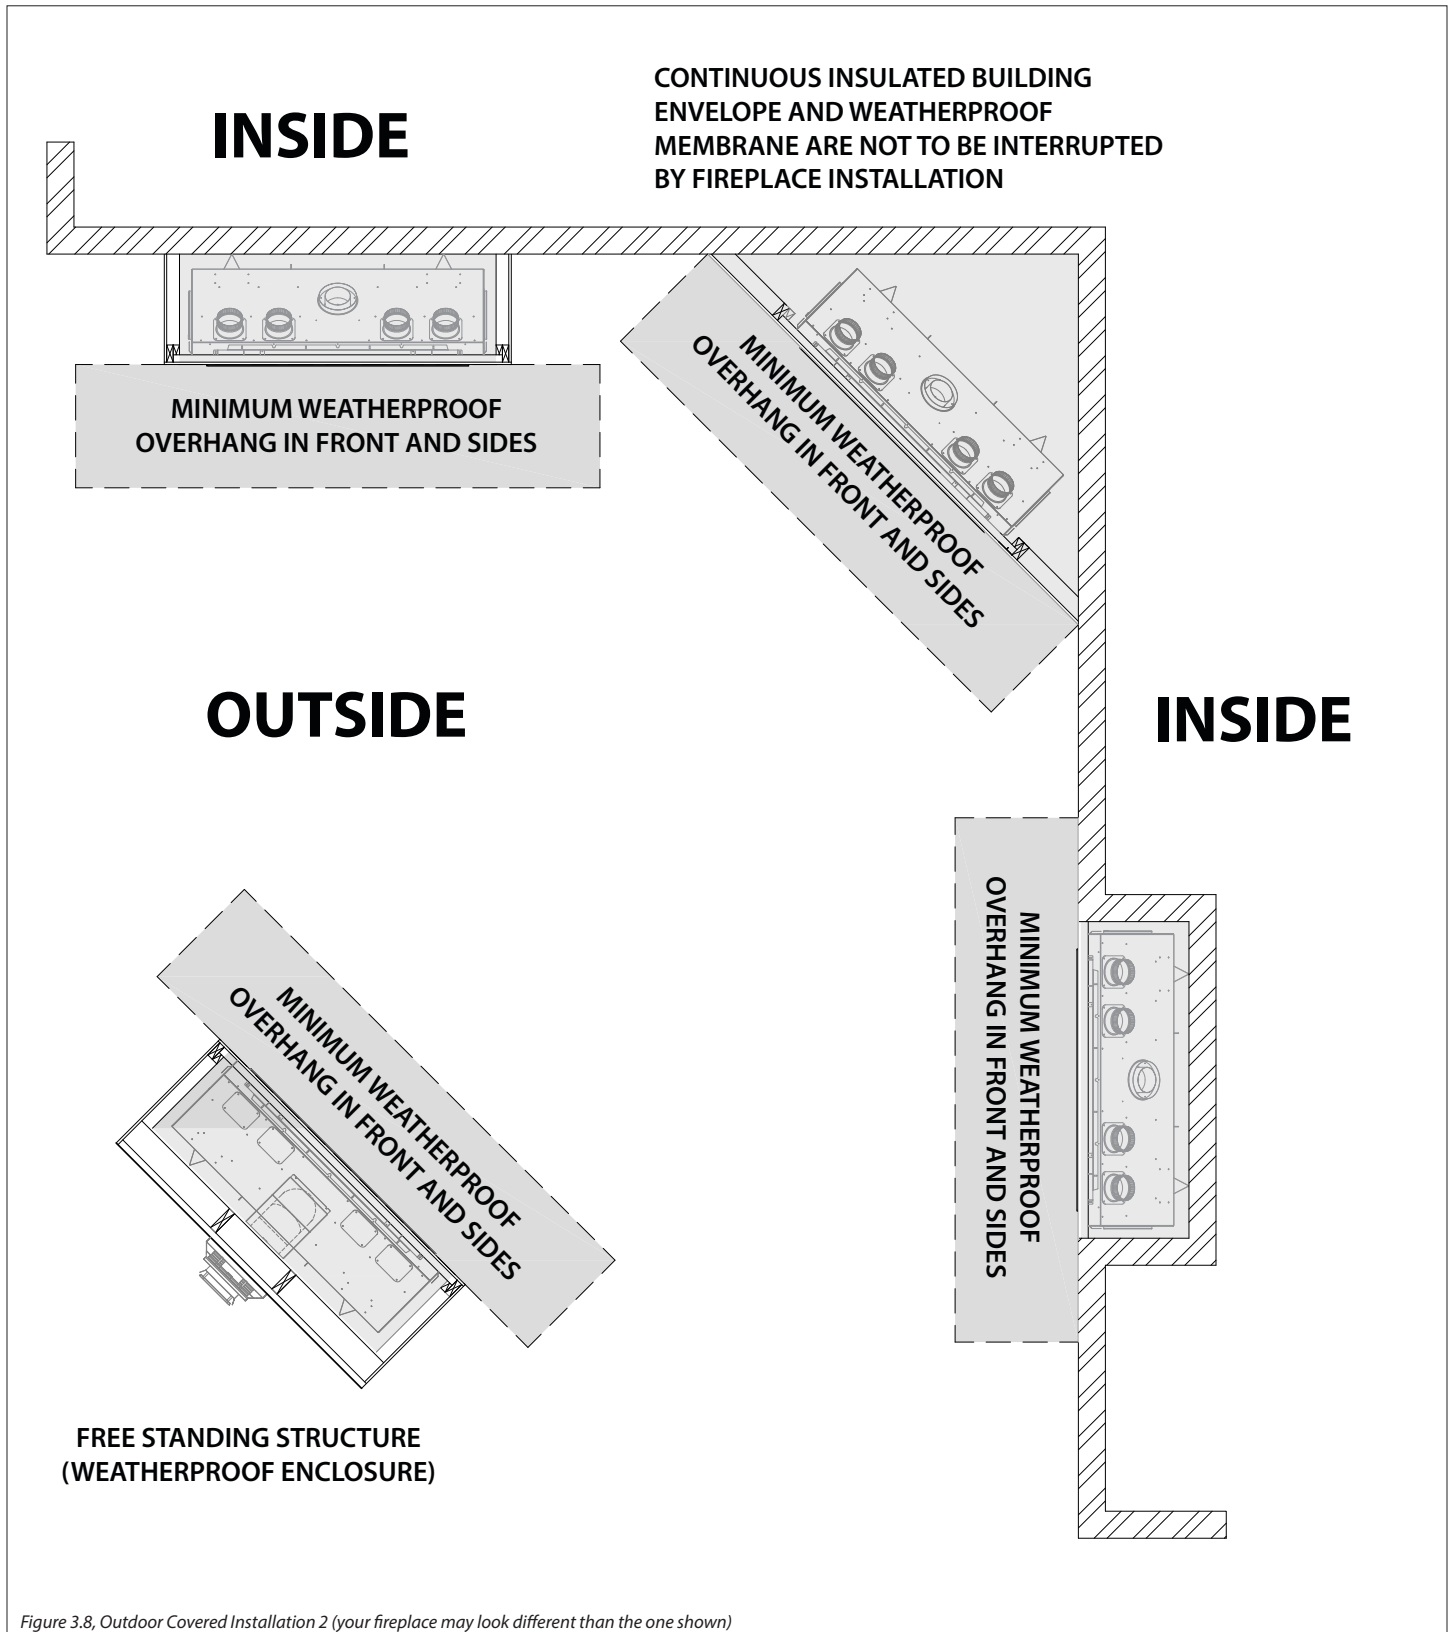 INSIDE
CONTINUOUS INSULATED BUILDING
ENVELOPE AND WEATHERPROOF
MEMBRANE ARE NOT TO BE INTERRUPTED
BY FIREPLACE INSTALLATION
MINIMUM WEATHERPROOF
OVERHANG IN FRONT AND SIDES
MINIMUM WEATHERPROOF
OVERHANG IN FRONT AND SIDES
OUTSIDE
INSIDE
MINIMUM WEATHERPROOF
OVERHANG IN FRONT AND SIDES
MINIMUM WEATHERPROOF
OVERHANG IN FRONT AND SIDES
FREE STANDING STRUCTURE
(WEATHERPROOF ENCLOSURE)
Figure 3.8, Outdoor Covered Installation 2 (your fireplace may look different than the one shown)